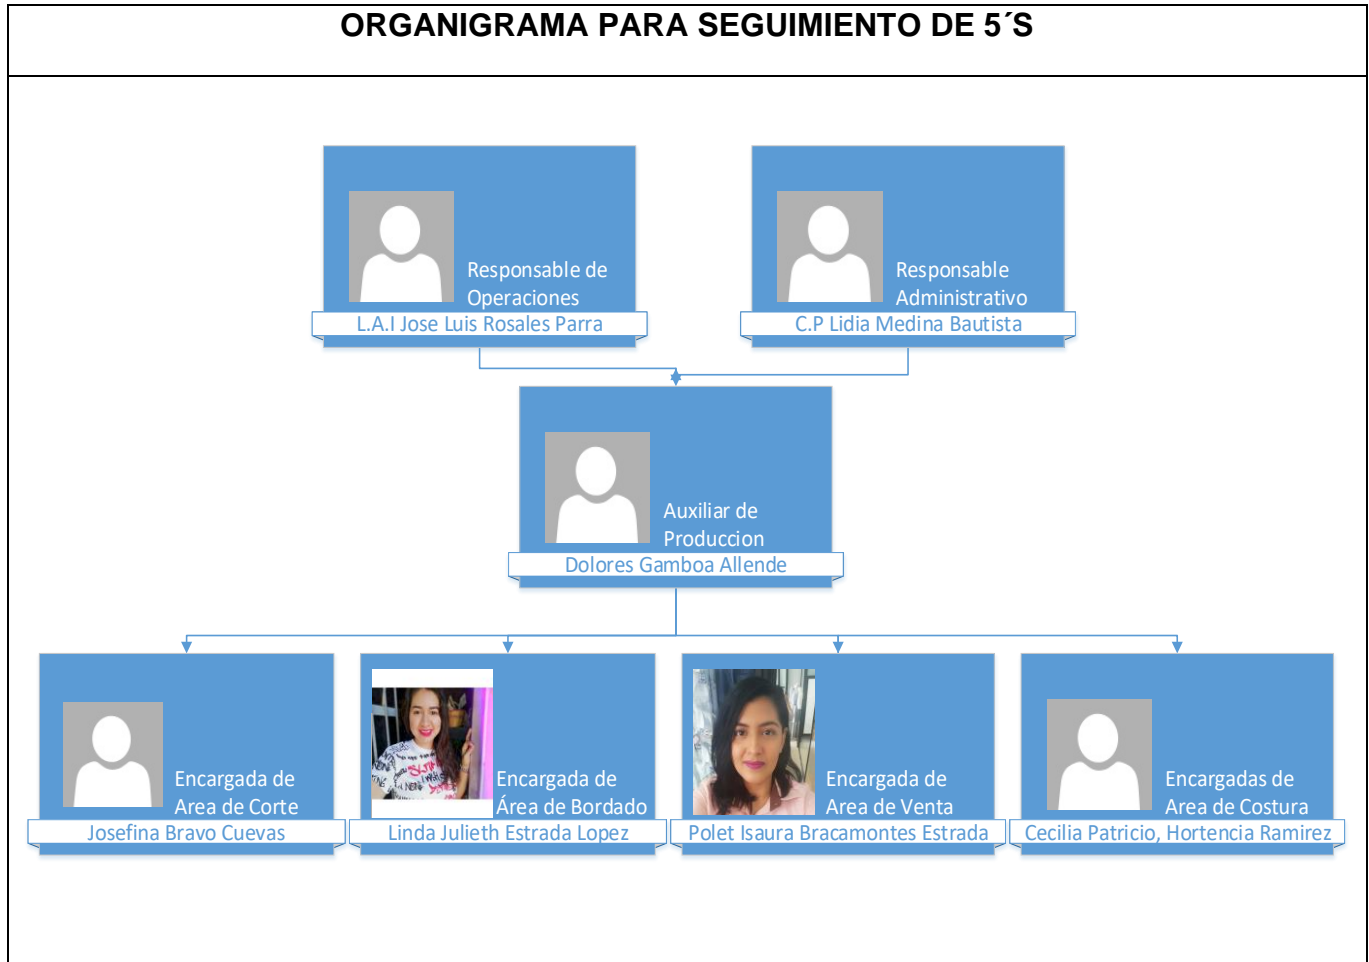 ORGANIGRAMA PARA SEGUIMIENTO DE 5´S
Responsable de
Operaciones
L.A.I Jose Luis Rosales Parra
Responsable
Administrativo
C.P Lidia Medina Bautista
Auxiliar de
Produccion
Dolores Gamboa Allende
Encargada de
Area de Corte
Josefina Bravo Cuevas
Encargada de
Área de Bordado
Linda Julieth Estrada Lopez
Encargada de
Area de Venta
Polet Isaura Bracamontes Estrada
Encargadas de
Area de Costura
Cecilia Patricio, Hortencia Ramirez